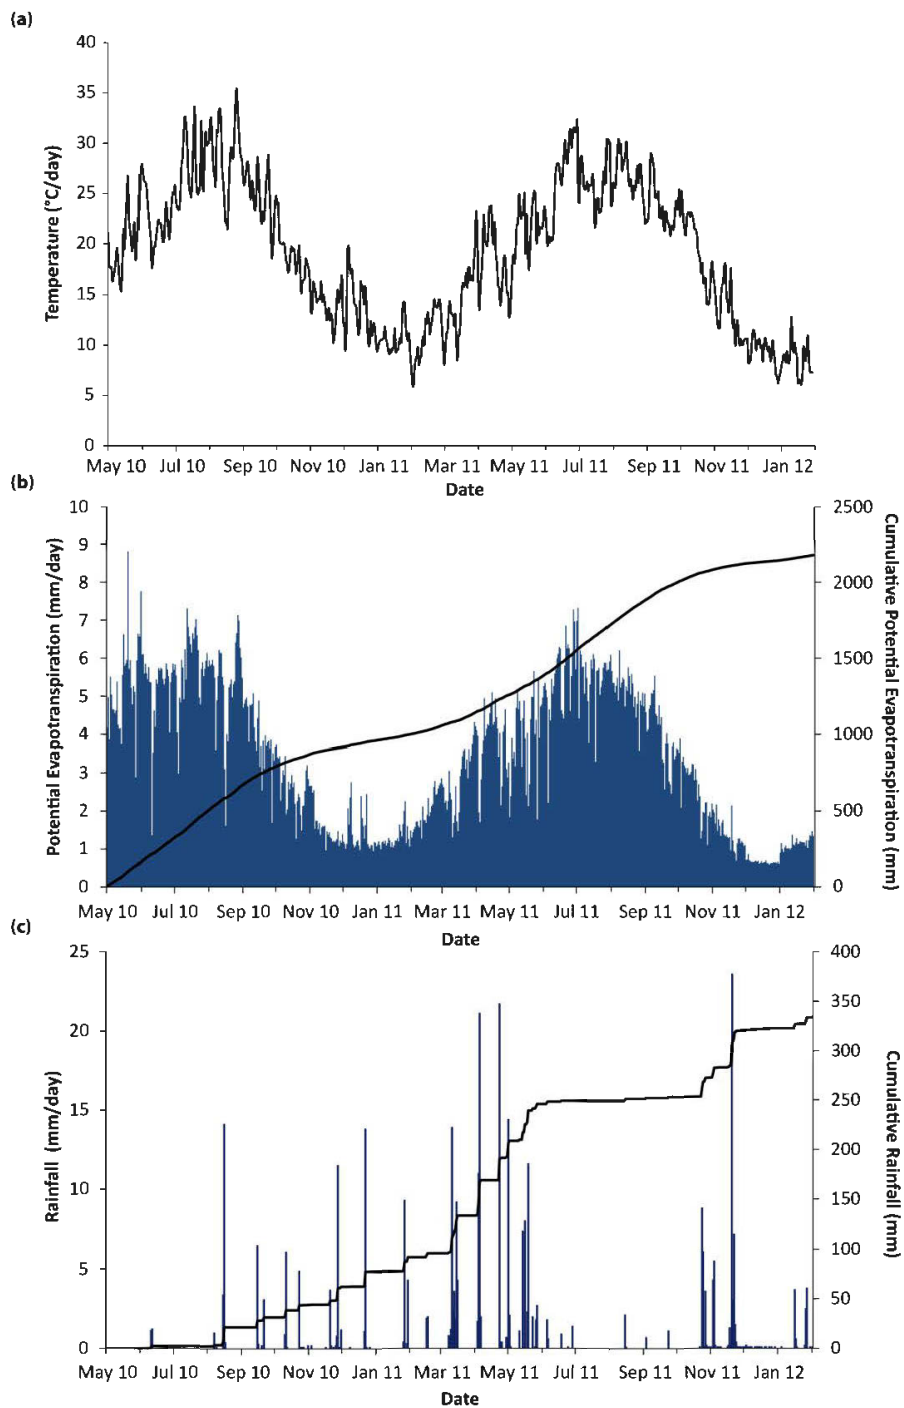 (a)
Temperature (°C/day)
40
35
30
25
20
15
10
5
0
May 10 Jul 10 Sep 10 Nov 10 Jan 11 Mar 11 May 11 Jul 11 Sep 11 Nov 11 Jan 12
Date
(b)
Potential Evapotranspiration (mm/day)
10
9
8
7
6
5
4
3
2
1
0
2500
2000
1500
1000
500
0
Cumulative Potential Evapotranspiration (mm)
May 10 Jul 10 Sep 10 Nov 10 Jan 11 Mar 11 May 11 Jul 11 Sep 11 Nov 11 Jan 12
Date
(c)
Rainfall (mm/day)
25
20
15
10
5
0
400
350
300
250
200
150
100
50
0
Cumulative Rainfall (mm)
May 10 Jul 10 Sep 10 Nov 10 Jan 11 Mar 11 May 11 Jul 11 Sep 11 Nov 11 Jan 12
Date